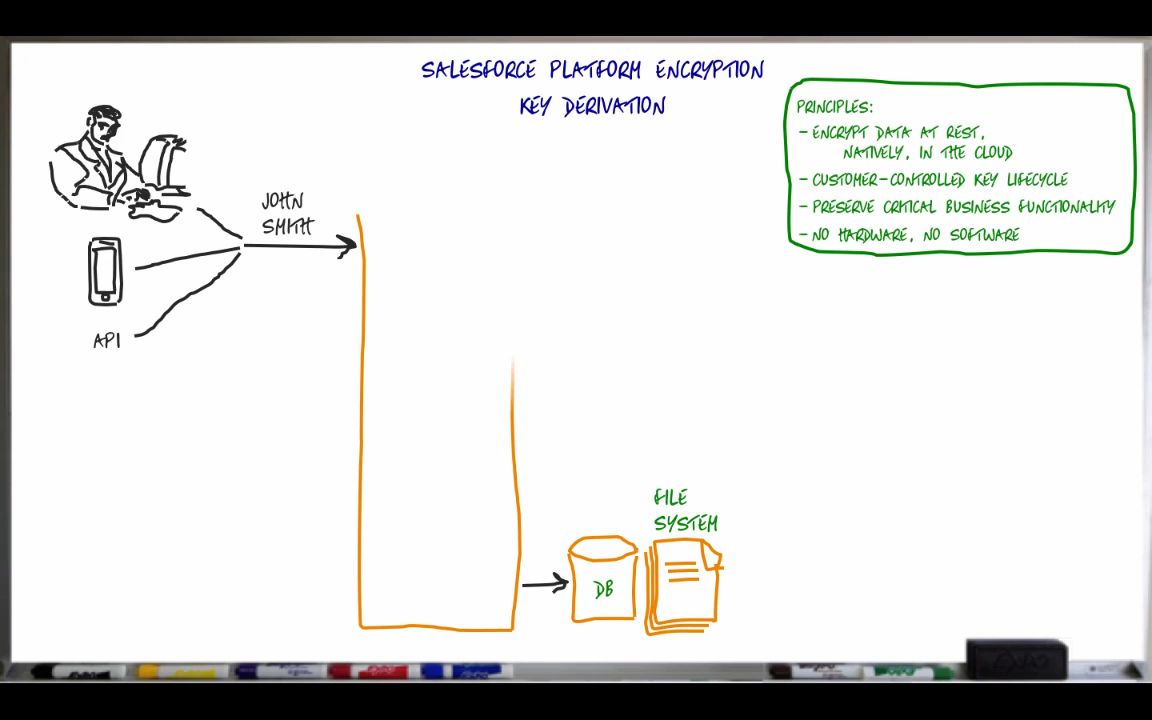 SALESFORCE PLATFORM ENCRYPTION
KEY DERIVATION
PRINCIPLES:
- ENCRYPT DATA AT REST,
NATIVELY, IN THE CLOUD
- CUSTOMER-CONTROLLED KEY LIFECYCLE
- PRESERVE CRITICAL BUSINESS FUNCTIONALITY
- NO HARDWARE, NO SOFTWARE
JOHN
SMITH
API
FILE
SYSTEM
DB